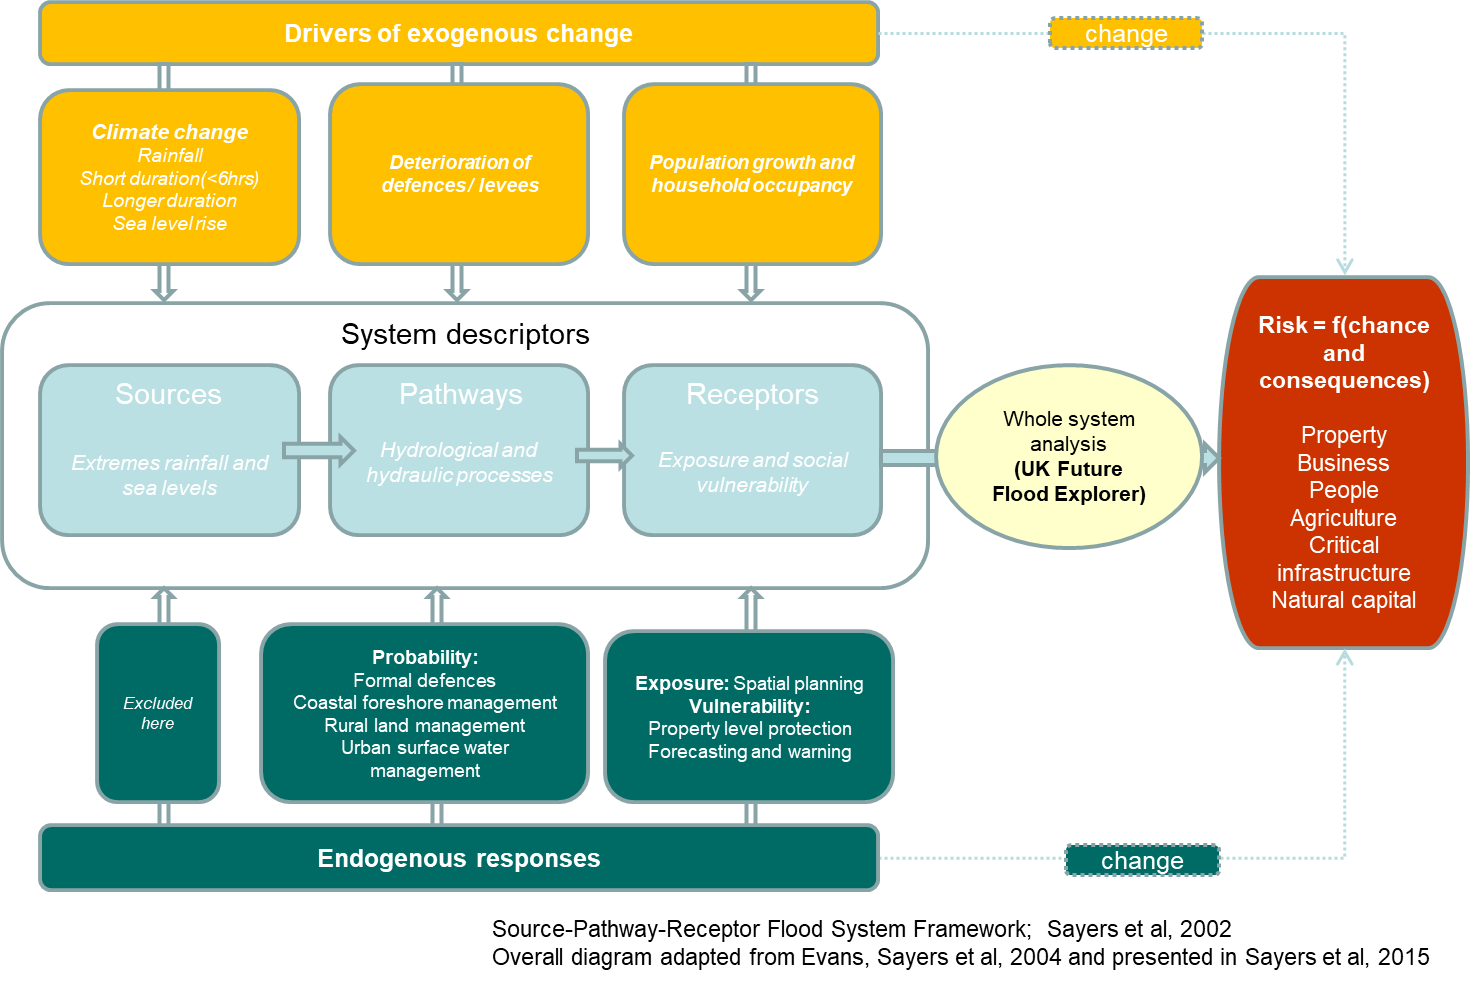 Drivers of exogenous change
change
Climate change
Rainfall
Short duration(<6hrs)
Longer duration
Sea level rise
Deterioration of
defences / levees
Population growth and
household occupancy
System descriptors
Sources
Extremes rainfall and
sea levels
Pathways
Hydrological and
hydraulic processes
Receptors
Exposure and social
vulnerability
Whole system
analysis
(UK Future
Flood Explorer)
Risk = f(chance
and
consequences)
Property
Business
People
Agriculture
Critical
infrastructure
Natural capital
Excluded
here
Probability:
Formal defences
Coastal foreshore management
Rural land management
Urban surface water
management
Exposure: Spatial planning
Vulnerability:
Property level protection
Forecasting and warning
Endogenous responses
change
Source-Pathway-Receptor Flood System Framework;  Sayers et al, 2002
Overall diagram adapted from Evans, Sayers et al, 2004 and presented in Sayers et al, 2015